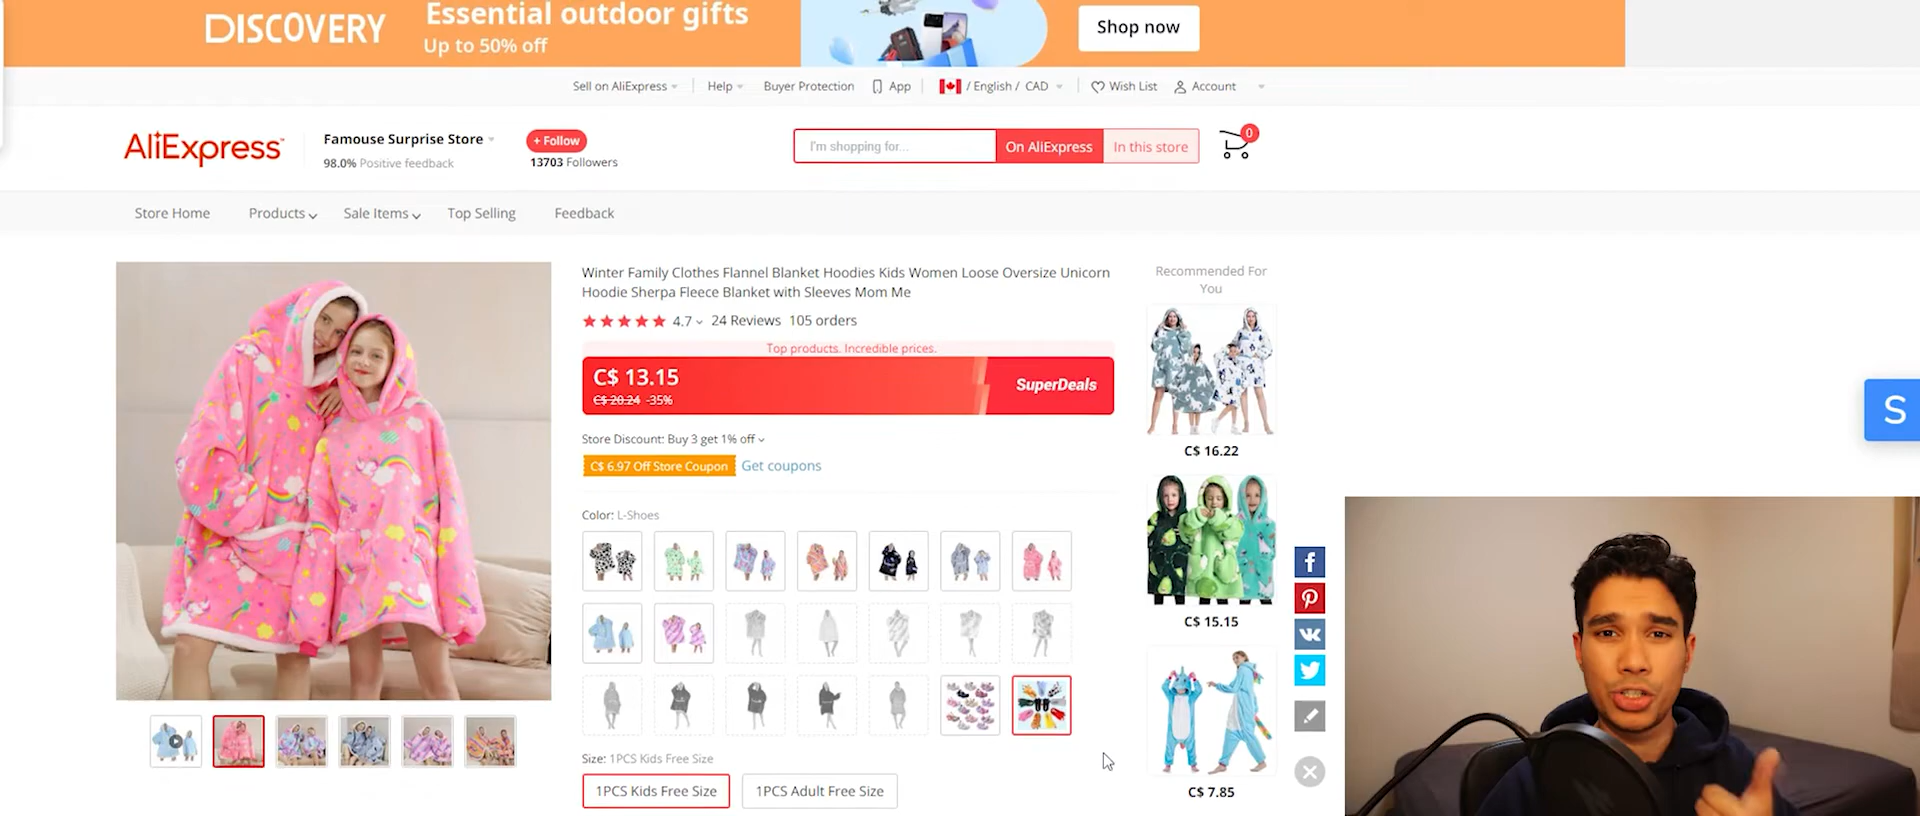 DISCOVERY
Essential outdoor gifts
Up to 50% off
Shop now
Sell on AliExpress
Help
Buyer Protection
App
/ English / CAD
Wish List
Account
AliExpress
Famouse Surprise Store
98.0% Positive feedback
+ Follow
13703 Followers
I'm shopping for...
On AliExpress
In this store
0
Store Home
Products
Sale Items
Top Selling
Feedback
Winter Family Clothes Flannel Blanket Hoodies Kids Women Loose Oversize Unicorn
Hoodie Sherpa Fleece Blanket with Sleeves Mom Me
4.7
24 Reviews
105 orders
Top products. Incredible prices.
C$ 13.15
C$ 20.24 -35%
SuperDeals
Store Discount: Buy 3 get 1% off
C$ 6.97 Off Store Coupon
Get coupons
Color: L-Shoes
Size: 1PCS Kids Free Size
1PCS Kids Free Size
1PCS Adult Free Size
Recommended For
You
C$ 16.22
C$ 15.15
C$ 7.85
S